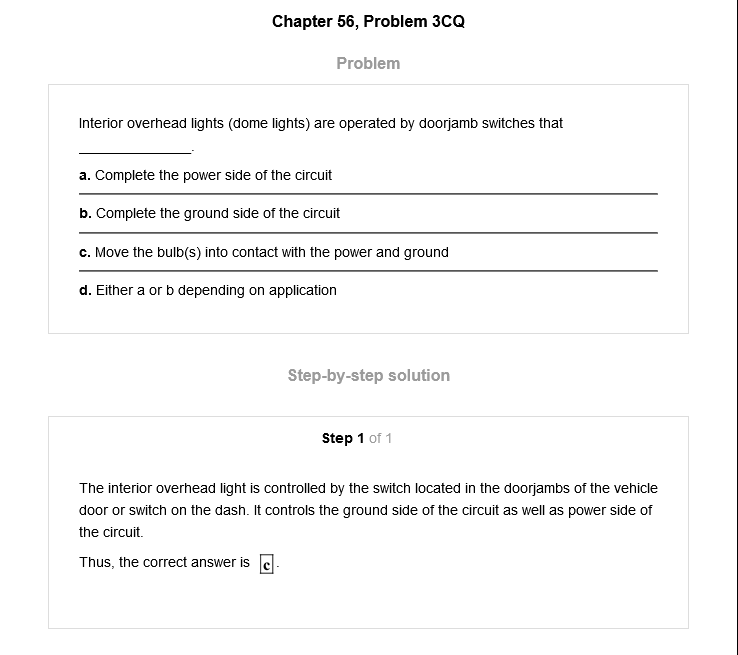 Chapter 56, Problem 3CQ
Problem
Interior overhead lights (dome lights) are operated by doorjamb switches that
______________.
a. Complete the power side of the circuit
b. Complete the ground side of the circuit
c. Move the bulb(s) into contact with the power and ground
d. Either a or b depending on application
Step-by-step solution
Step 1 of 1
The interior overhead light is controlled by the switch located in the doorjambs of the vehicle
door or switch on the dash. It controls the ground side of the circuit as well as power side of
the circuit.
Thus, the correct answer is c.